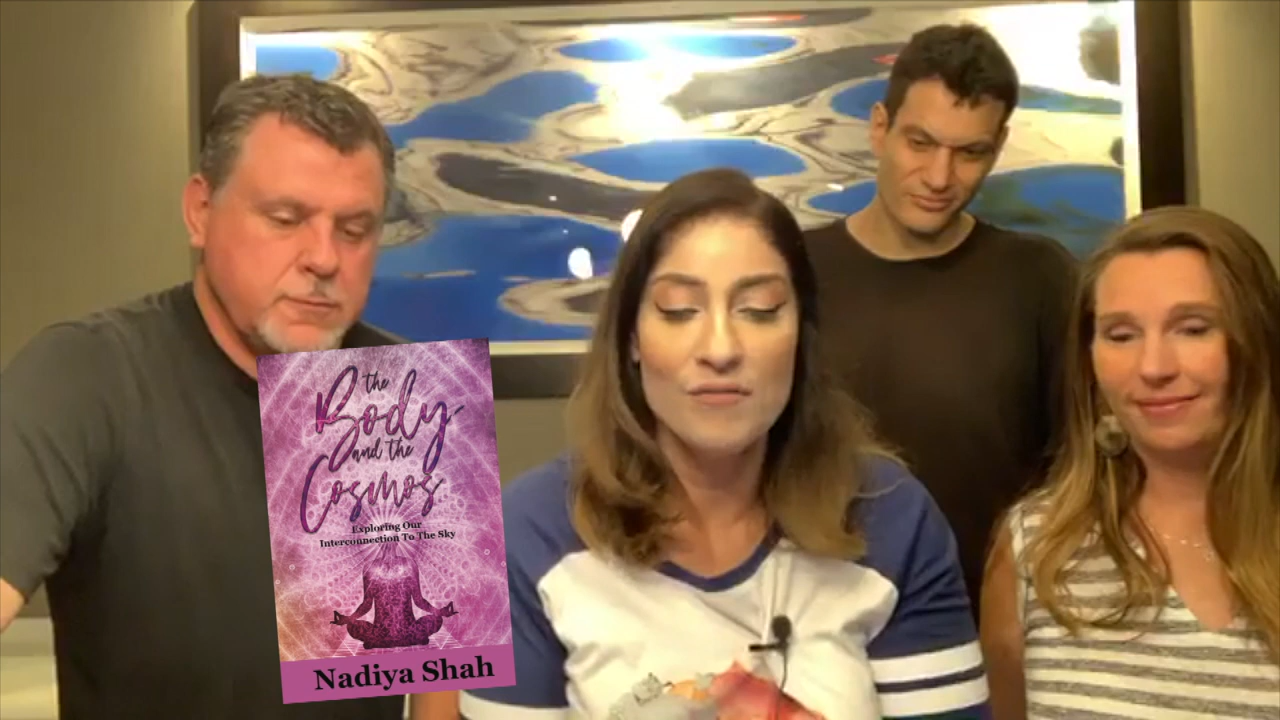 the
Body
and the
Cosmos
Exploring Our
Interconnection To The Sky
Nadiya Shah